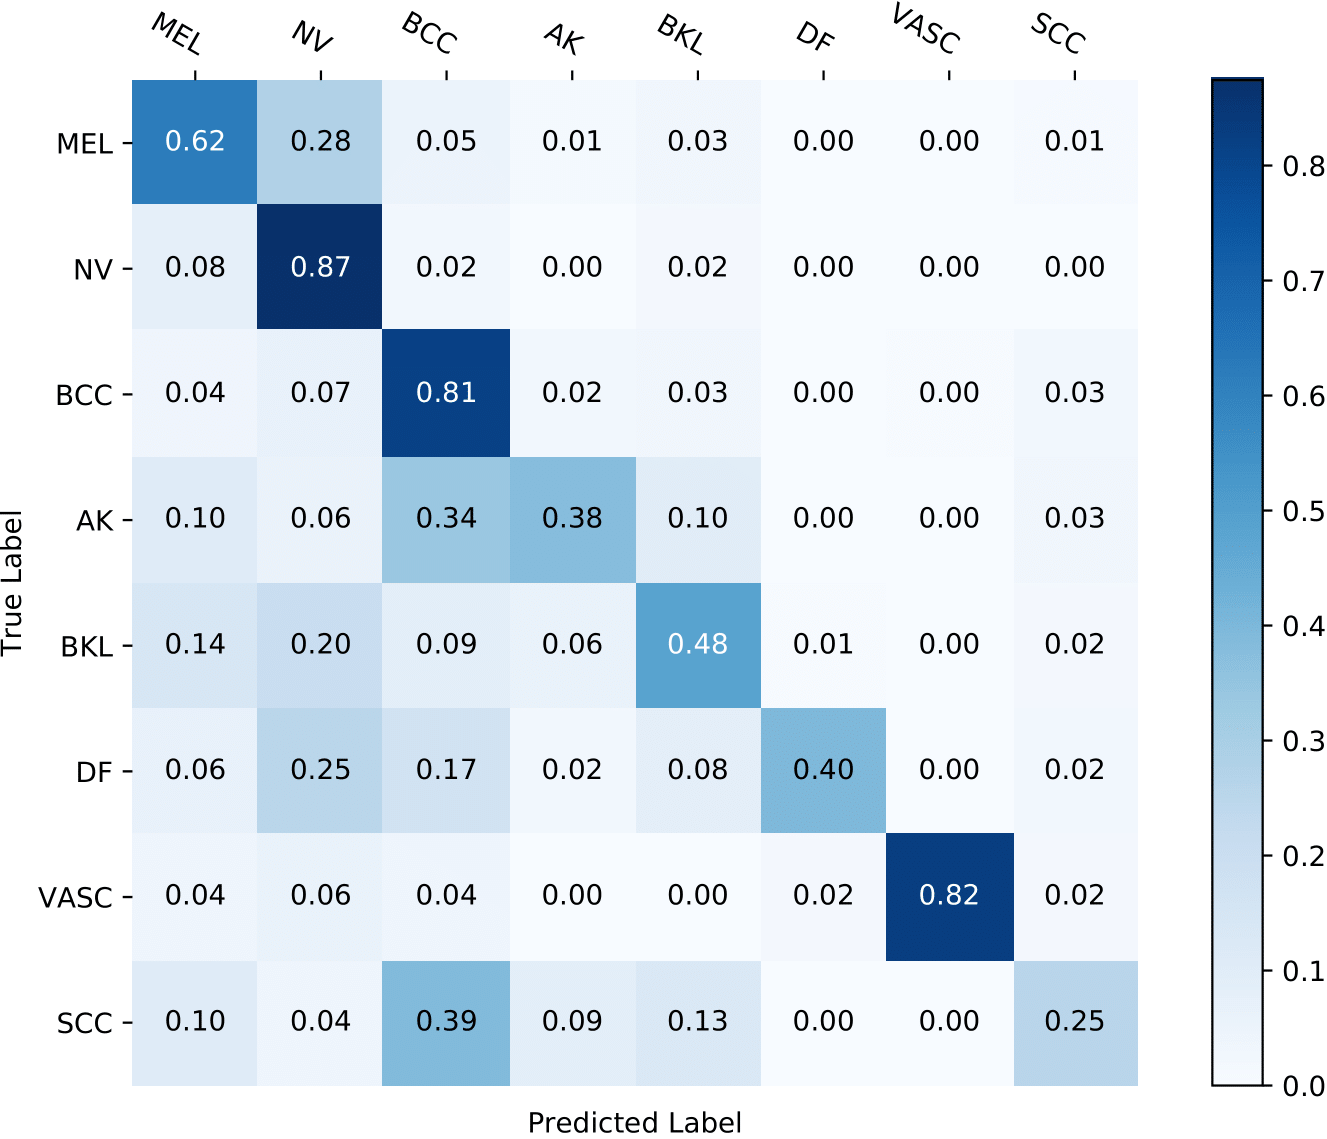 MEL NV BCC AK BKL DF VASC SCC
MEL 0.62 0.28 0.05 0.01 0.03 0.00 0.00 0.01
NV 0.08 0.87 0.02 0.00 0.02 0.00 0.00 0.00
BCC 0.04 0.07 0.81 0.02 0.03 0.00 0.00 0.03
AK 0.10 0.06 0.34 0.38 0.10 0.00 0.00 0.03
BKL 0.14 0.20 0.09 0.06 0.48 0.01 0.00 0.02
DF 0.06 0.25 0.17 0.02 0.08 0.40 0.00 0.02
VASC 0.04 0.06 0.04 0.00 0.00 0.02 0.82 0.02
SCC 0.10 0.04 0.39 0.09 0.13 0.00 0.00 0.25
True Label
Predicted Label
0.8
0.7
0.6
0.5
0.4
0.3
0.2
0.1
0.0